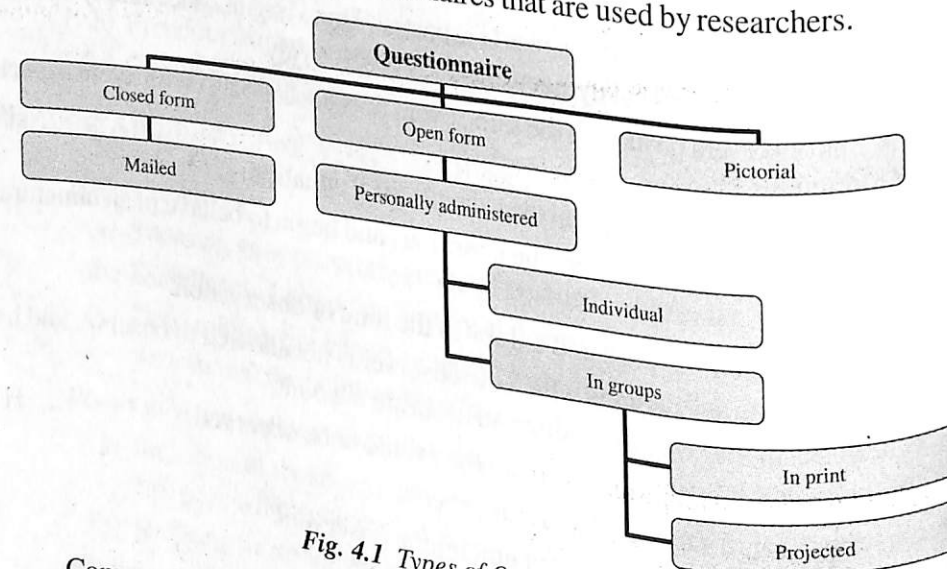 that are used by researchers.
Questionnaire
Closed form
Open form
Pictorial
Mailed
Personally administered
Individual
In groups
In print
Projected
Fig. 4.1 Types of